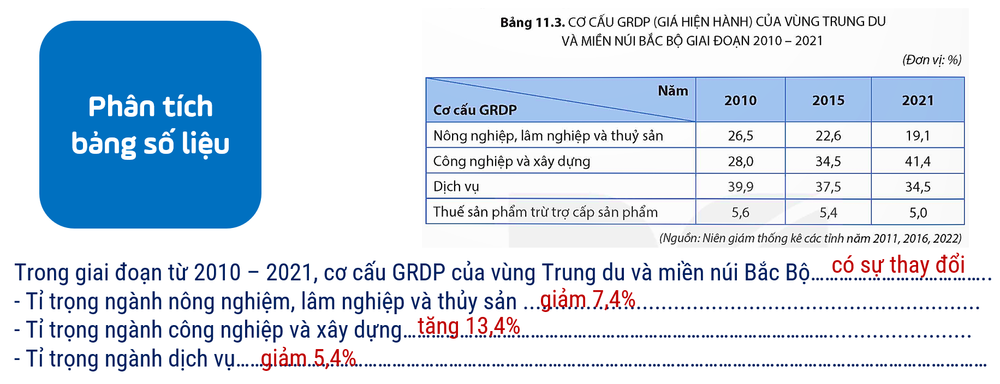 Phân tích
bảng số liệu
Bảng 11.3. CƠ CẤU GRDP (GIÁ HIỆN HÀNH) CỦA VÙNG TRUNG DU
VÀ MIỀN NÚI BẮC BỘ GIAI ĐOẠN 2010 – 2021
(Đơn vị: %)
Năm
Cơ cấu GRDP 2010 2015 2021
Nông nghiệp, lâm nghiệp và thuỷ sản 26,5 22,6 19,1
Công nghiệp và xây dựng 28,0 34,5 41,4
Dịch vụ 39,9 37,5 34,5
Thuế sản phẩm trừ trợ cấp sản phẩm 5,6 5,4 5,0
(Nguồn: Niên giám thống kê các tỉnh năm 2011, 2016, 2022)
Trong giai đoạn từ 2010 – 2021, cơ cấu GRDP của vùng Trung du và miền núi Bắc Bộ... có sự thay đổi ...
- Tỉ trọng ngành nông nghiệm, lâm nghiệp và thủy sản ... giảm 7,4% ...
- Tỉ trọng ngành công nghiệp và xây dựng... tăng 13,4% ...
- Tỉ trọng ngành dịch vụ... giảm 5,4% ...